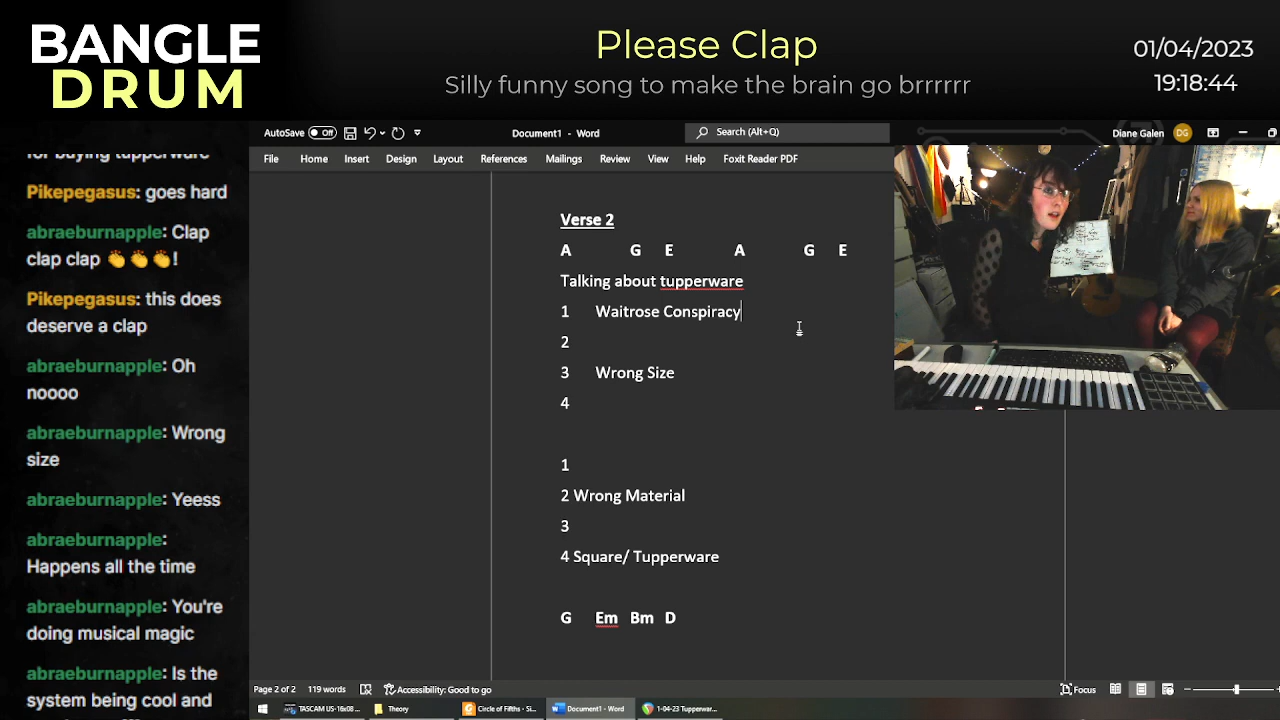 BANGLE
DRUM
Please Clap
Silly funny song to make the brain go brrrrrr
01/04/2023
19:18:44
for buying tupperware
Pikepegasus: goes hard
abraeburnapple: Clap
clap clap 👏👏👏!
Pikepegasus: this does
deserve a clap
abraeburnapple: Oh
noooo
abraeburnapple: Wrong
size
abraeburnapple: Yeess
abraeburnapple:
Happens all the time
abraeburnapple: You're
doing musical magic
abraeburnapple: Is the
system being cool and
AutoSave Off
Document1 - Word
Search (Alt+Q)
Diane Galen DG
File Home Insert Design Layout References Mailings Review View Help Foxit Reader PDF
Verse 2
A G E A G E
Talking about tupperware
1 Waitrose Conspiracy
2
3 Wrong Size
4
1
2 Wrong Material
3
4 Square/ Tupperware
G Em Bm D
Page 2 of 2 119 words Accessibility: Good to go Focus
TASCAM US-16x08 ... Theory Circle of Fifths - Si... Document1 - Word 1-04-23 Tupperwar...